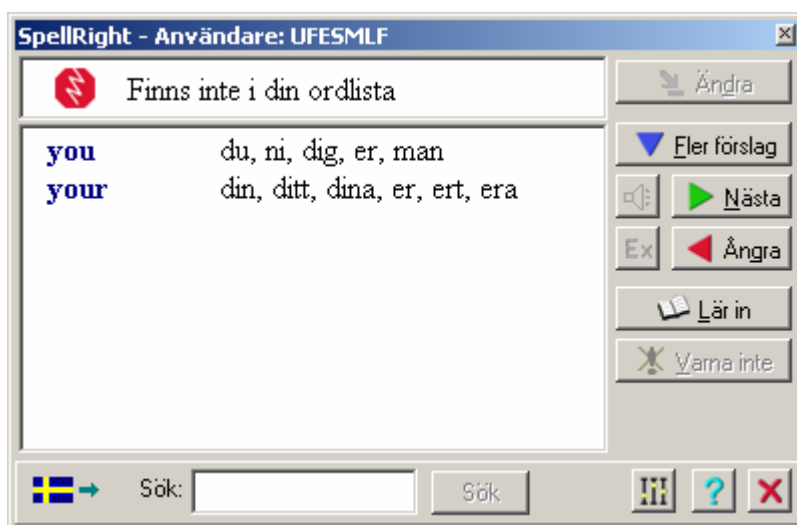 SpellRight - Användare: UFESMLF
Finns inte i din ordlista
Ändra
you du, ni, dig, er, man
your din, ditt, dina, er, ert, era
Fler förslag
Nästa
Ex
Ångra
Lär in
Varna inte
Sök:
Sök
?